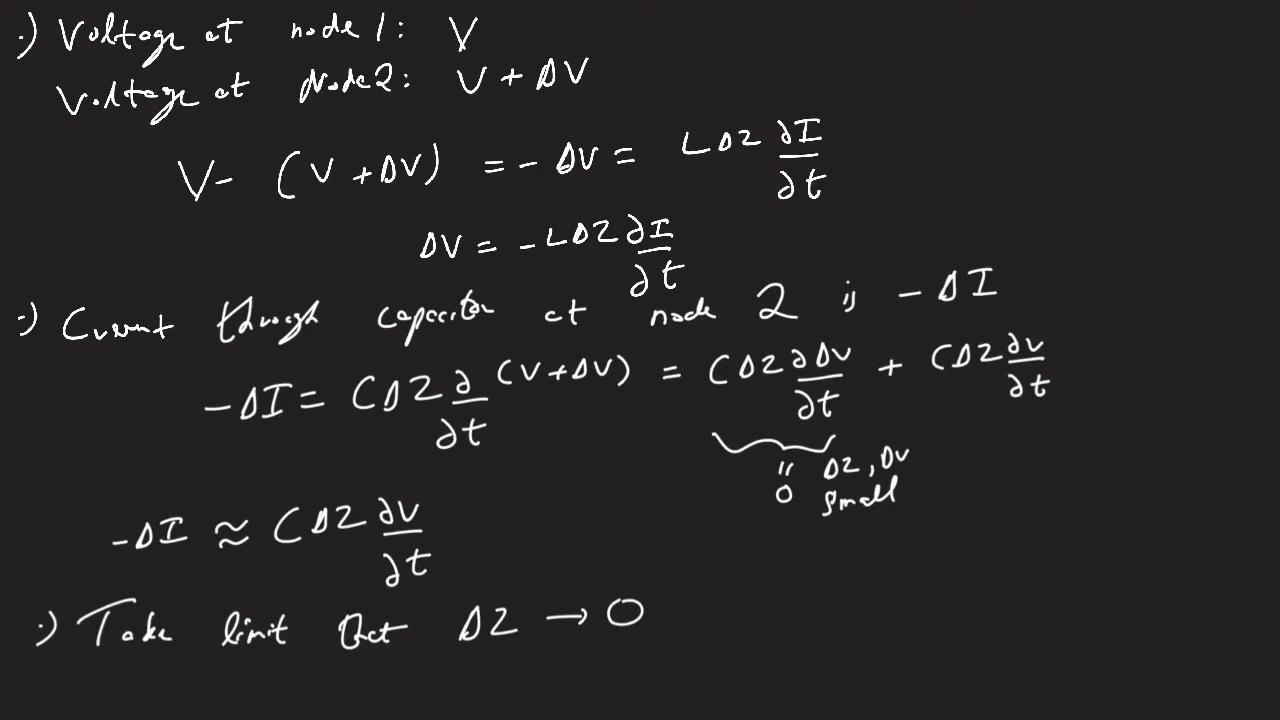 ·) Voltage at node 1: V
Voltage at Node 2: V + ΔV
V - (V + ΔV) = - ΔV = LΔZ ∂I/∂t
ΔV = - LΔZ ∂I/∂t
·) Current through capacitor at node 2 is - ΔI
-ΔI = CΔZ ∂/∂t (V + ΔV) = CΔZ ∂ΔV/∂t + CΔZ ∂V/∂t
" ΔZ, ΔV
0 small
-ΔI ≈ CΔZ ∂V/∂t
·) Take limit that ΔZ → 0